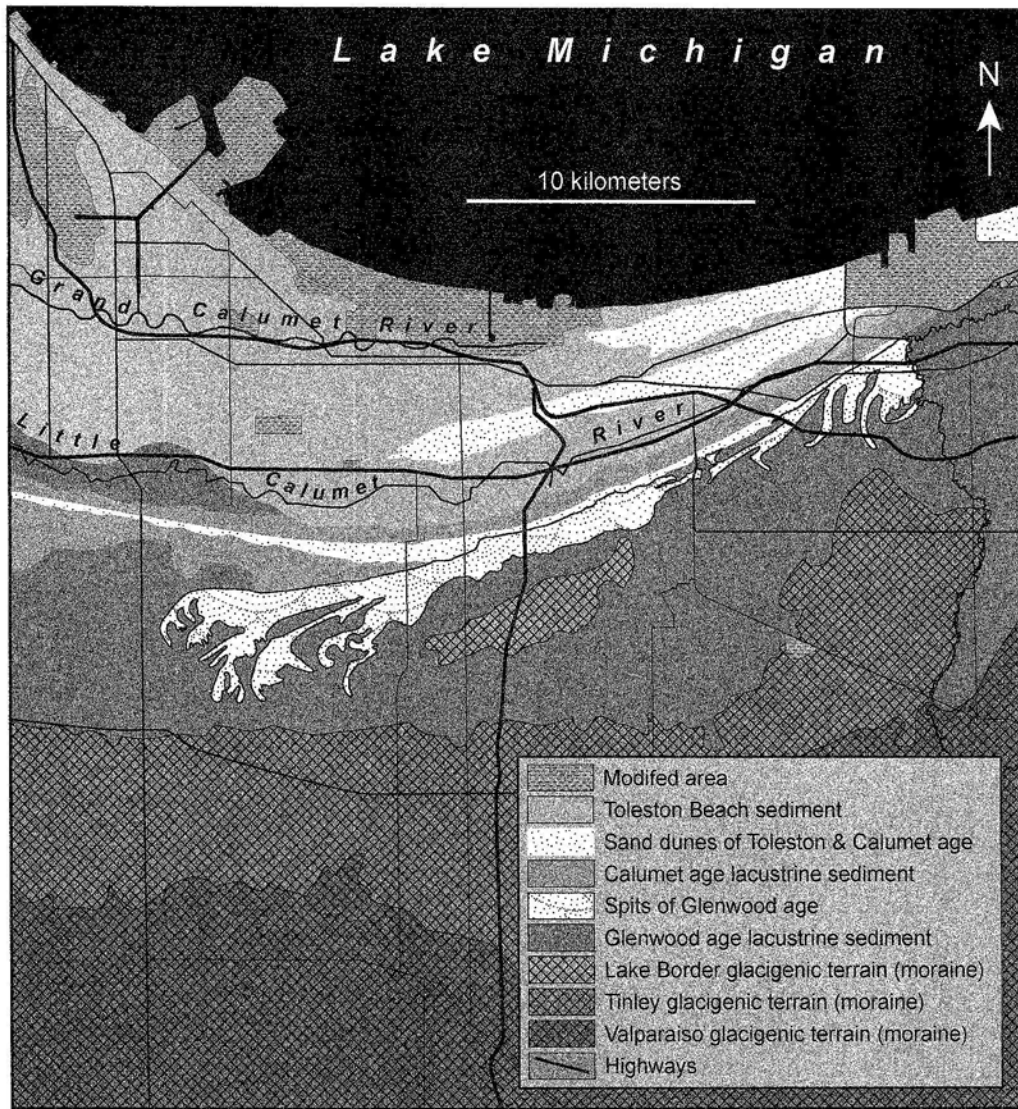 Lake Michigan
N
10 kilometers
Grand Calumet River
Little Calumet River
Modifed area
Toleston Beach sediment
Sand dunes of Toleston & Calumet age
Calumet age lacustrine sediment
Spits of Glenwood age
Glenwood age lacustrine sediment
Lake Border glacigenic terrain (moraine)
Tinley glacigenic terrain (moraine)
Valparaiso glacigenic terrain (moraine)
Highways